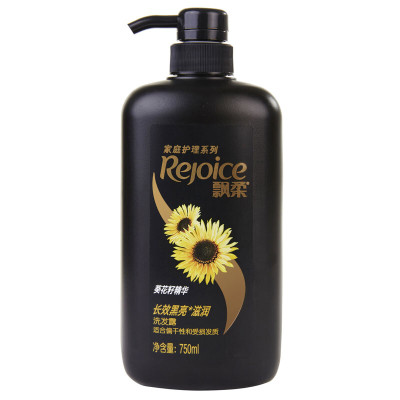 家庭护理系列
Rejoice
飘柔®
葵花籽精华
长效黑亮*滋润
洗发露
适合偏干性和受损发质
净含量: 750ml